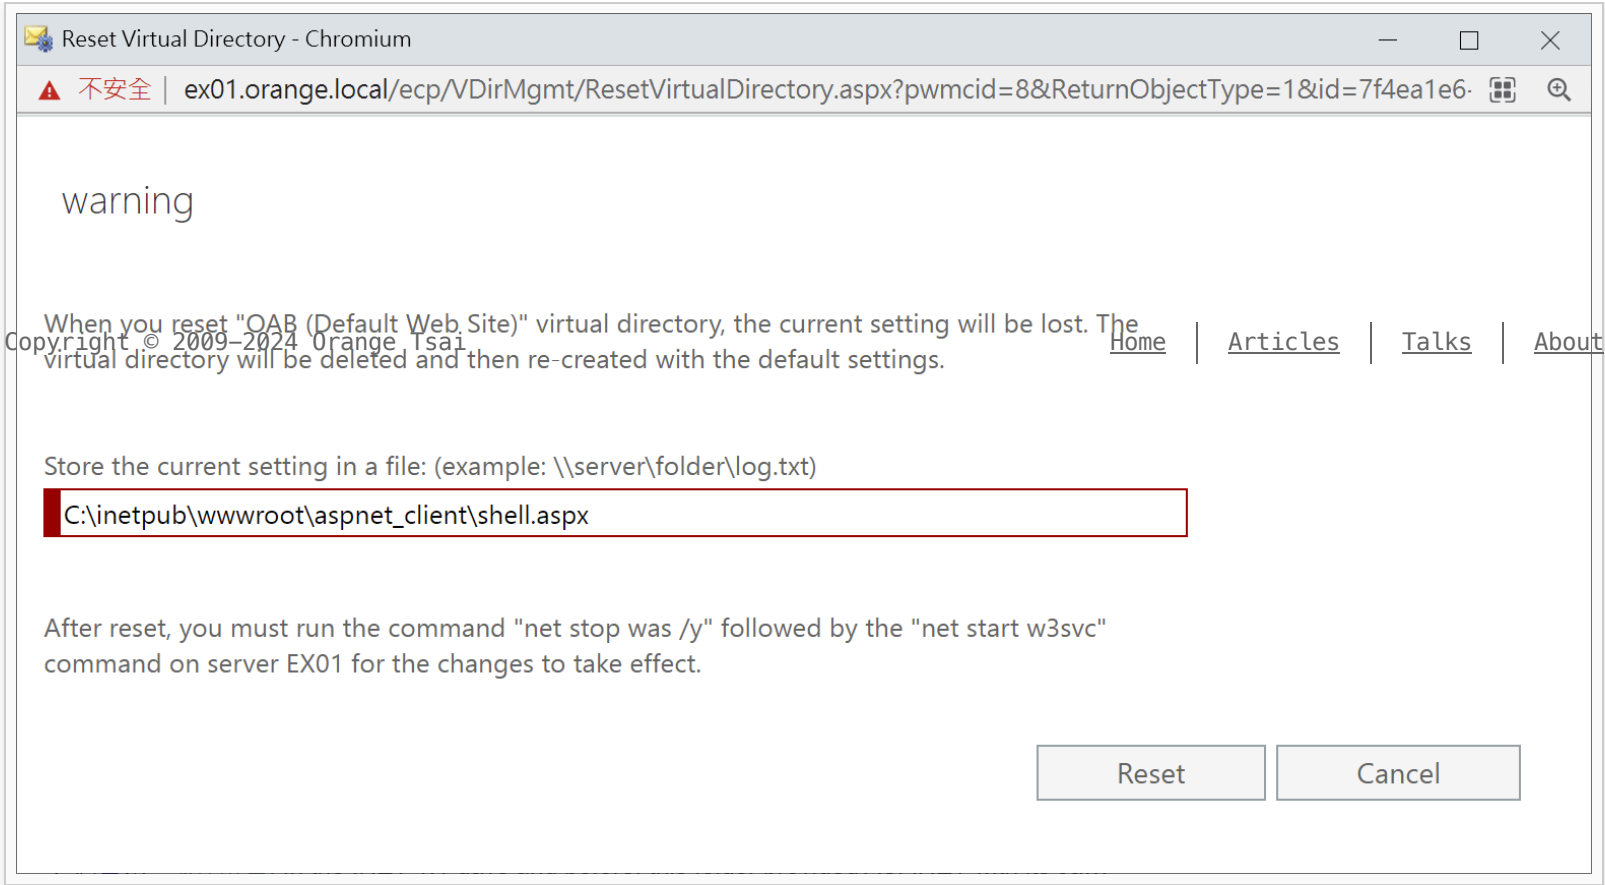 Reset Virtual Directory - Chromium
不安全 ex01.orange.local/ecp/VDirMgmt/ResetVirtualDirectory.aspx?pwmcid=8&ReturnObjectType=1&id=7f4ea1e6-
warning
When you reset "OAB (Default Web Site)" virtual directory, the current setting will be lost. The
Copyright © 2009–2024 Orange Tsai Home Articles Talks About
virtual directory will be deleted and then re-created with the default settings.
Store the current setting in a file: (example: \\server\folder\log.txt)
C:\inetpub\wwwroot\aspnet_client\shell.aspx
After reset, you must run the command "net stop was /y" followed by the "net start w3svc"
command on server EX01 for the changes to take effect.
Reset Cancel